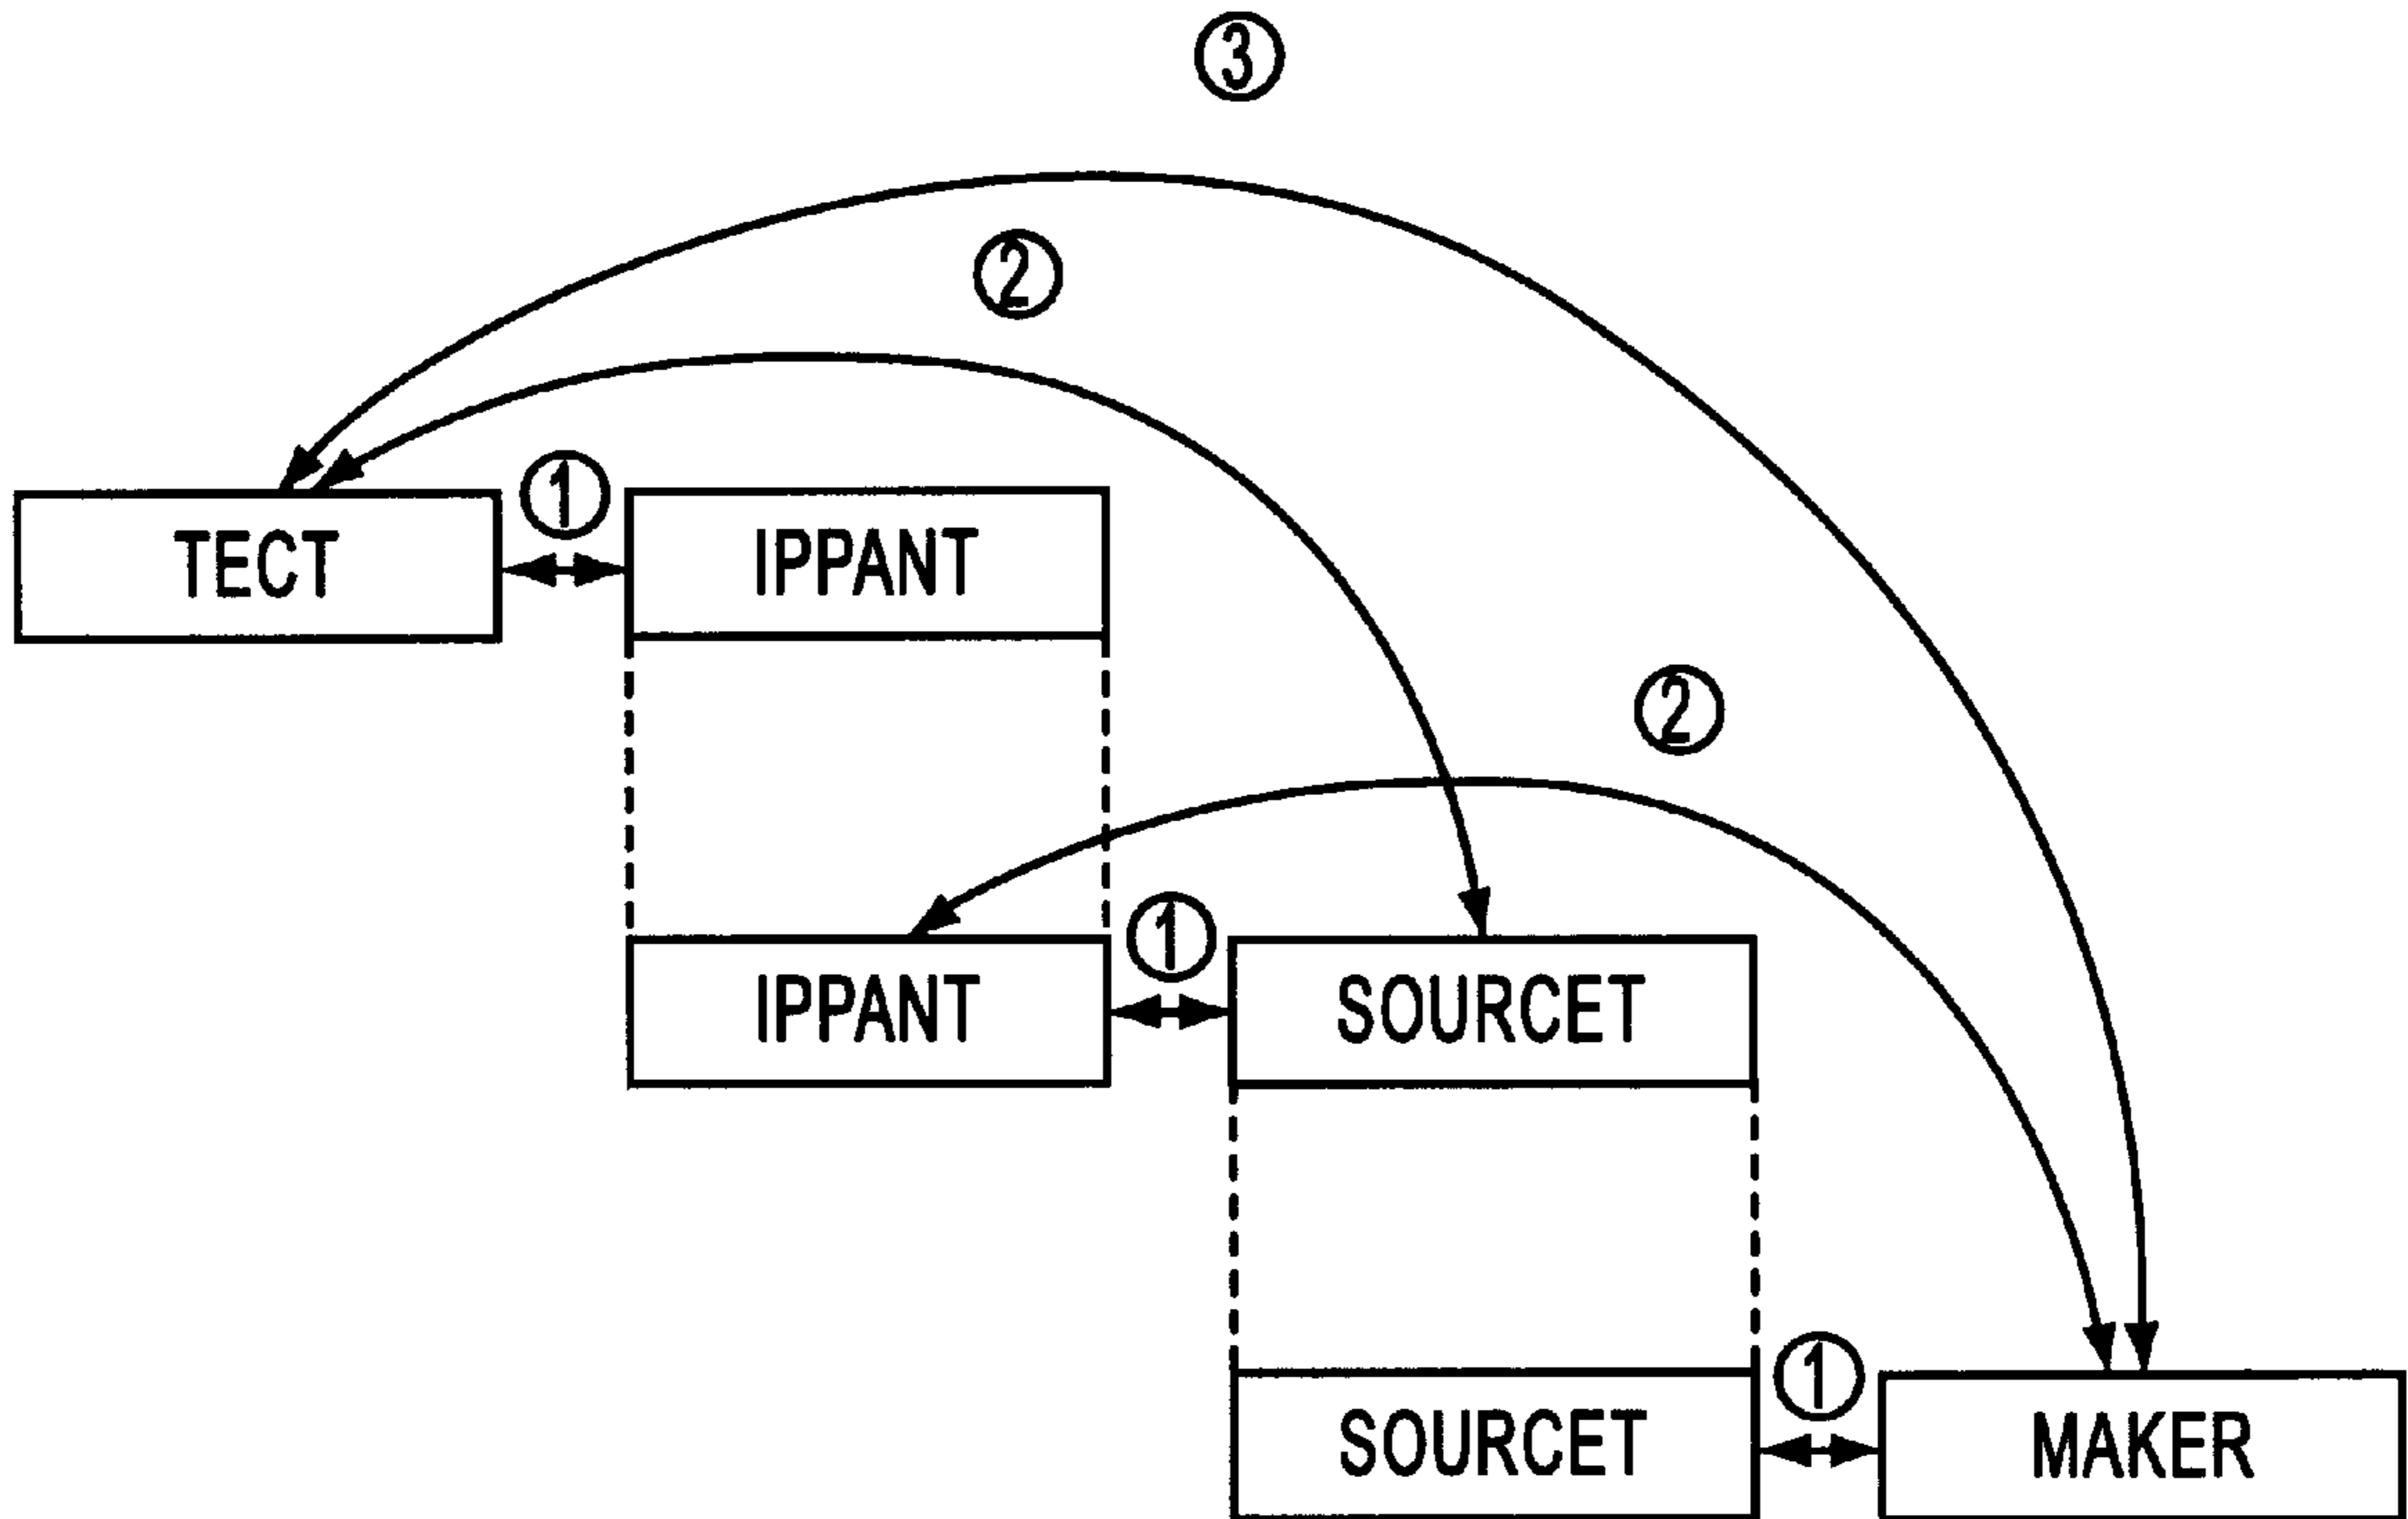 ③
②
①
TECT
IPPANT
②
①
IPPANT
SOURCET
①
SOURCET
MAKER